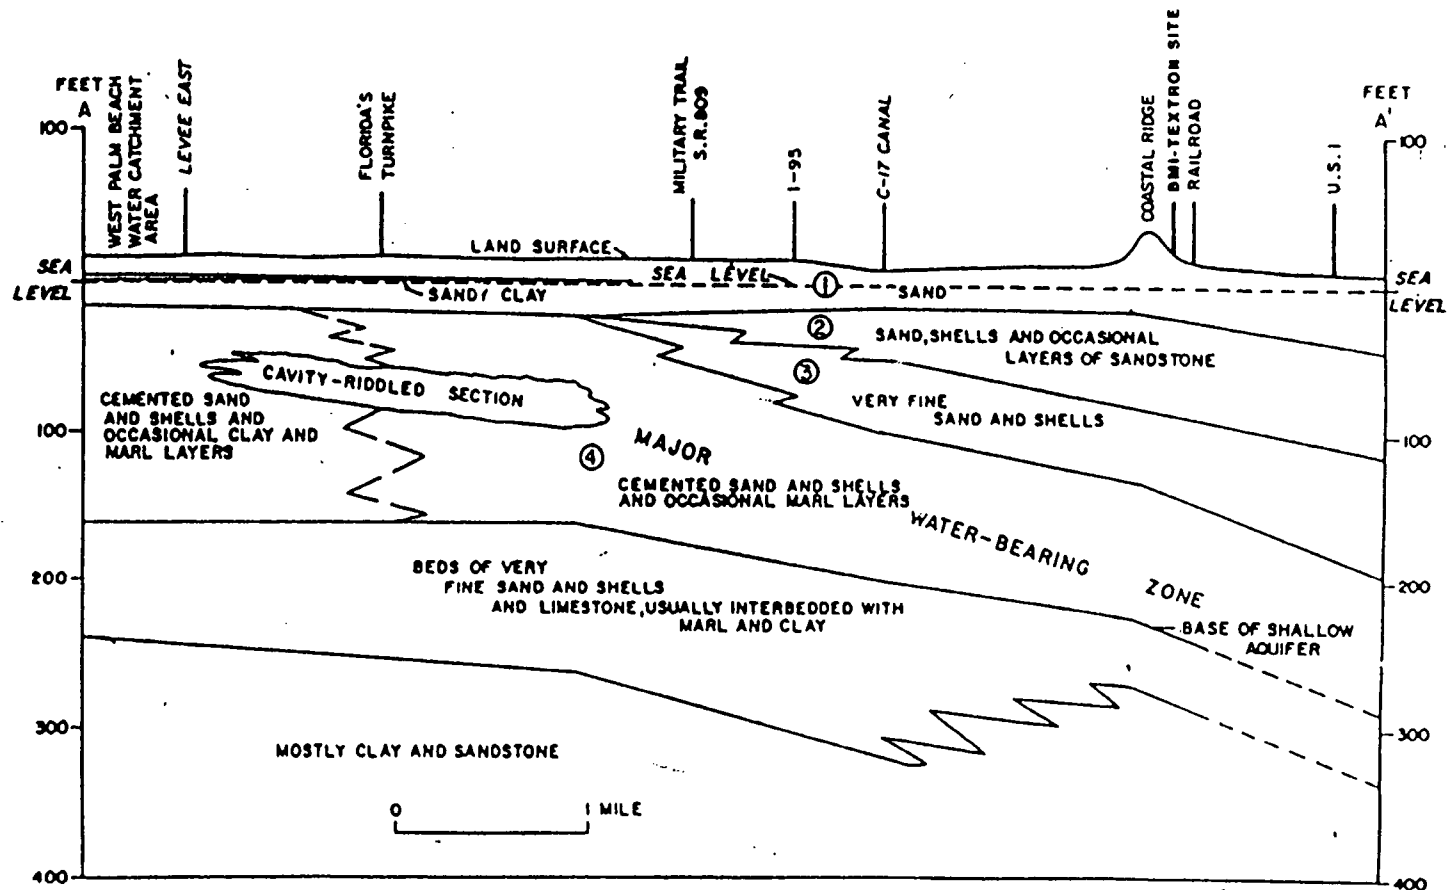 FEET
A
100
SEA
LEVEL
100
200
300
400
WEST PALM BEACH
WATER CATCHMENT
AREA
LEVEE EAST
FLORIDA'S
TURNPIKE
MILITARY TRAIL
S.R. 809
I-95
C-17 CANAL
COASTAL RIDGE
BMI-TEXTRON SITE
RAILROAD
U.S. 1
FEET
A'
100
SEA
LEVEL
100
200
300
400
LAND SURFACE
SEA LEVEL
1
SAND
SANDY CLAY
2
SAND, SHELLS AND OCCASIONAL
LAYERS OF SANDSTONE
3
VERY FINE
SAND AND SHELLS
CAVITY-RIDDLED SECTION
CEMENTED SAND
AND SHELLS AND
OCCASIONAL CLAY AND
MARL LAYERS
4
MAJOR
CEMENTED SAND AND SHELLS
AND OCCASIONAL MARL LAYERS
WATER-BEARING
ZONE
BASE OF SHALLOW
AQUIFER
BEDS OF VERY
FINE SAND AND SHELLS
AND LIMESTONE, USUALLY INTERBEDDED WITH
MARL AND CLAY
MOSTLY CLAY AND SANDSTONE
0 1 MILE